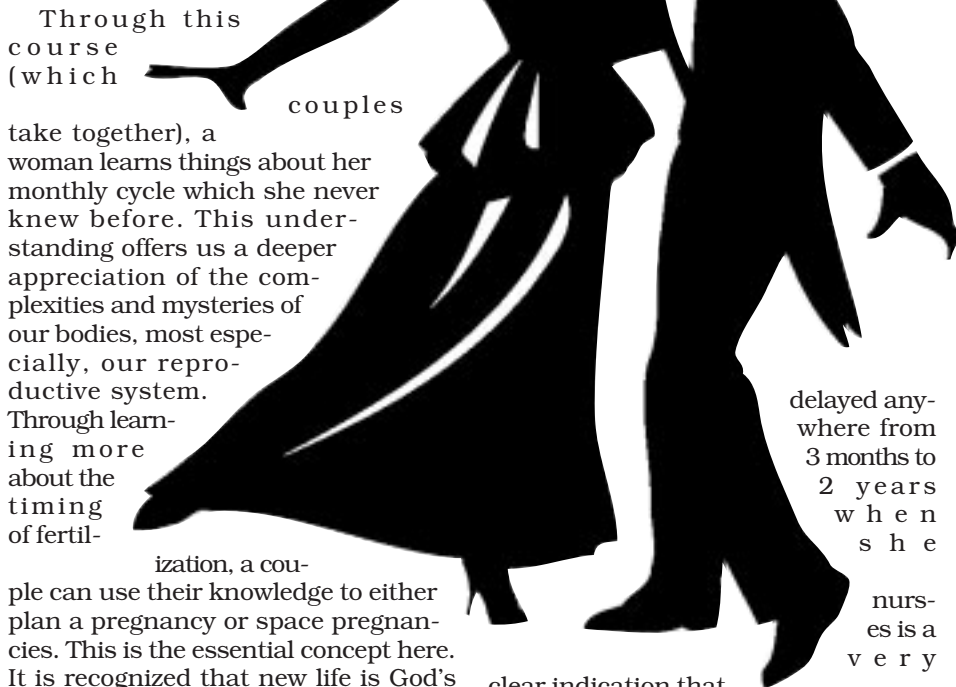 Through this
course
(which
couples
take together), a
woman learns things about her
monthly cycle which she never
knew before. This under-
standing offers us a deeper
appreciation of the com-
plexities and mysteries of
our bodies, most espe-
cially, our repro-
ductive system.
Through learn-
ing more
about the
timing
of fertil-
ization, a cou-
ple can use their knowledge to either
plan a pregnancy or space pregnan-
cies. This is the essential concept here.
It is recognized that new life is God's
delayed any-
where from
3 months to
2 years
when
she
nurs-
es is a
very
clear indication that